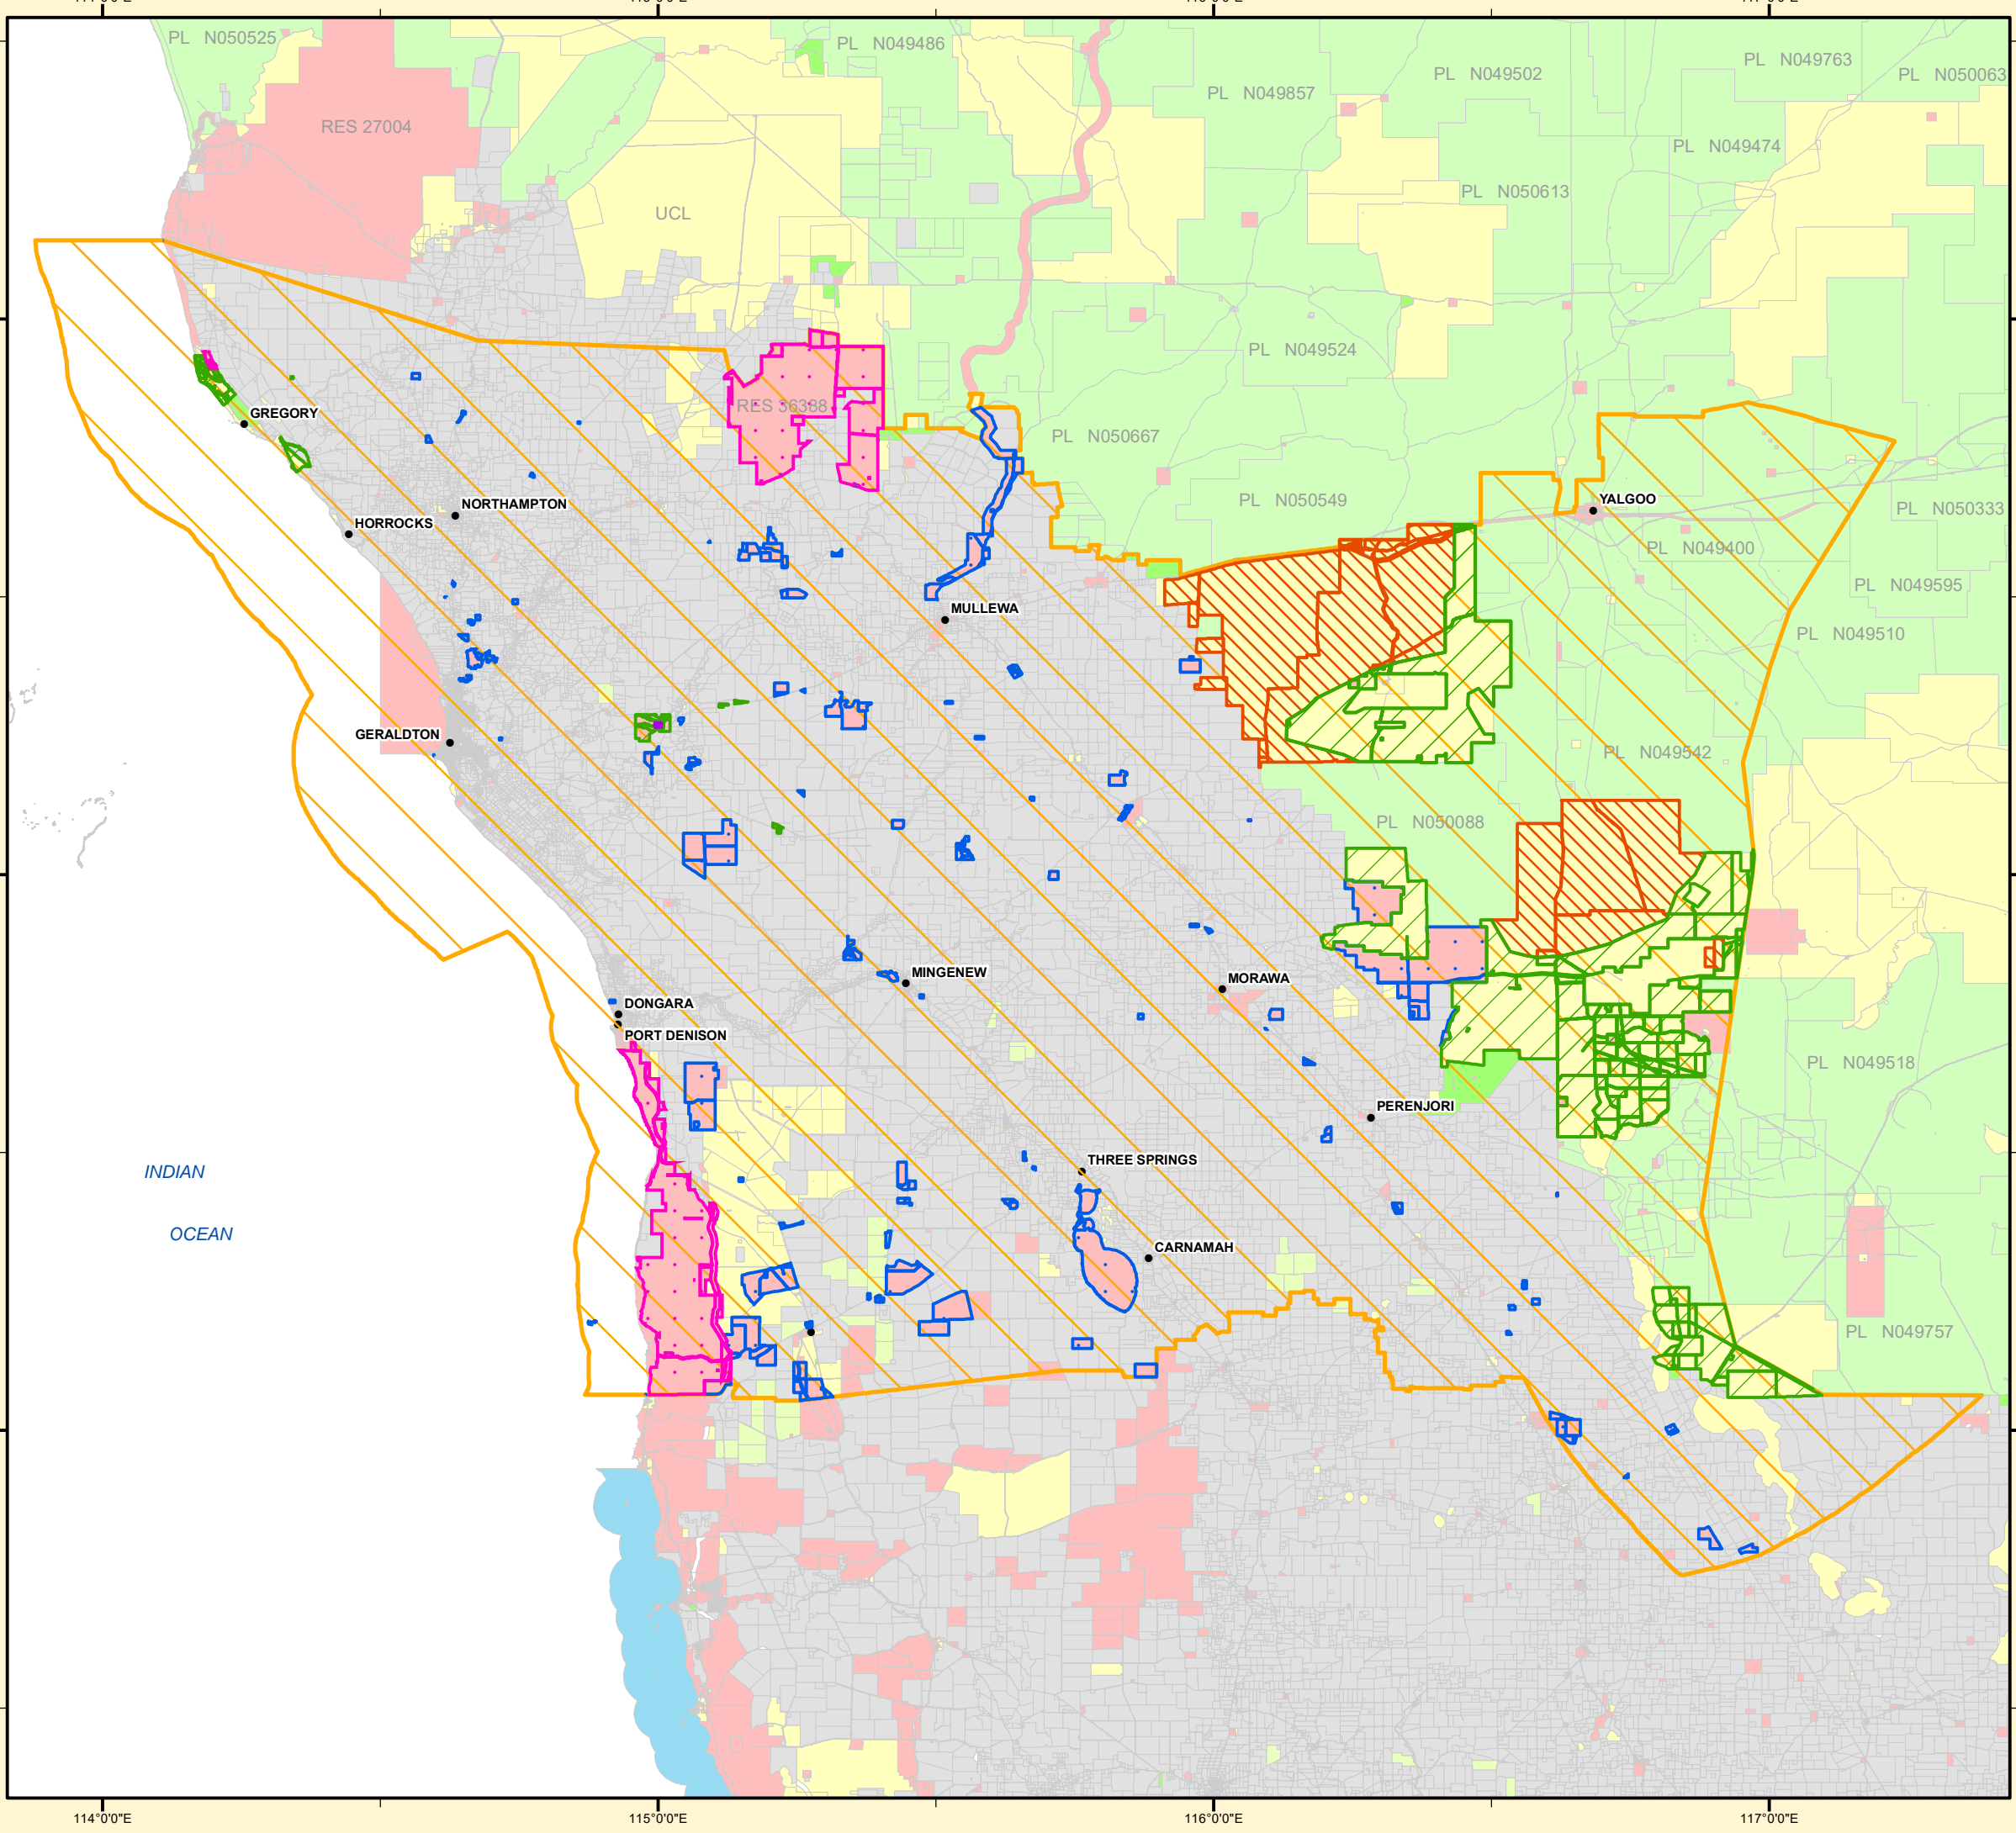 PL N050525
PL N049486
PL N049763
PL N049502
PL N050063
PL N049857
RES 27004
PL N049474
PL N050613
UCL
PL N049524
RES 36388
GREGORY
PL N050667
NORTHAMPTON
PL N050549
YALGOO
PL N050333
HORROCKS
PL N049400
PL N049595
MULLEWA
PL N049510
GERALDTON
PL N049542
PL N050088
MINGENEW
MORAWA
DONGARA
PORT DENISON
PL N049518
PERENJORI
THREE SPRINGS
INDIAN
OCEAN
CARNAMAH
PL N049757
114°0'0"E
115°0'0"E
116°0'0"E
117°0'0"E